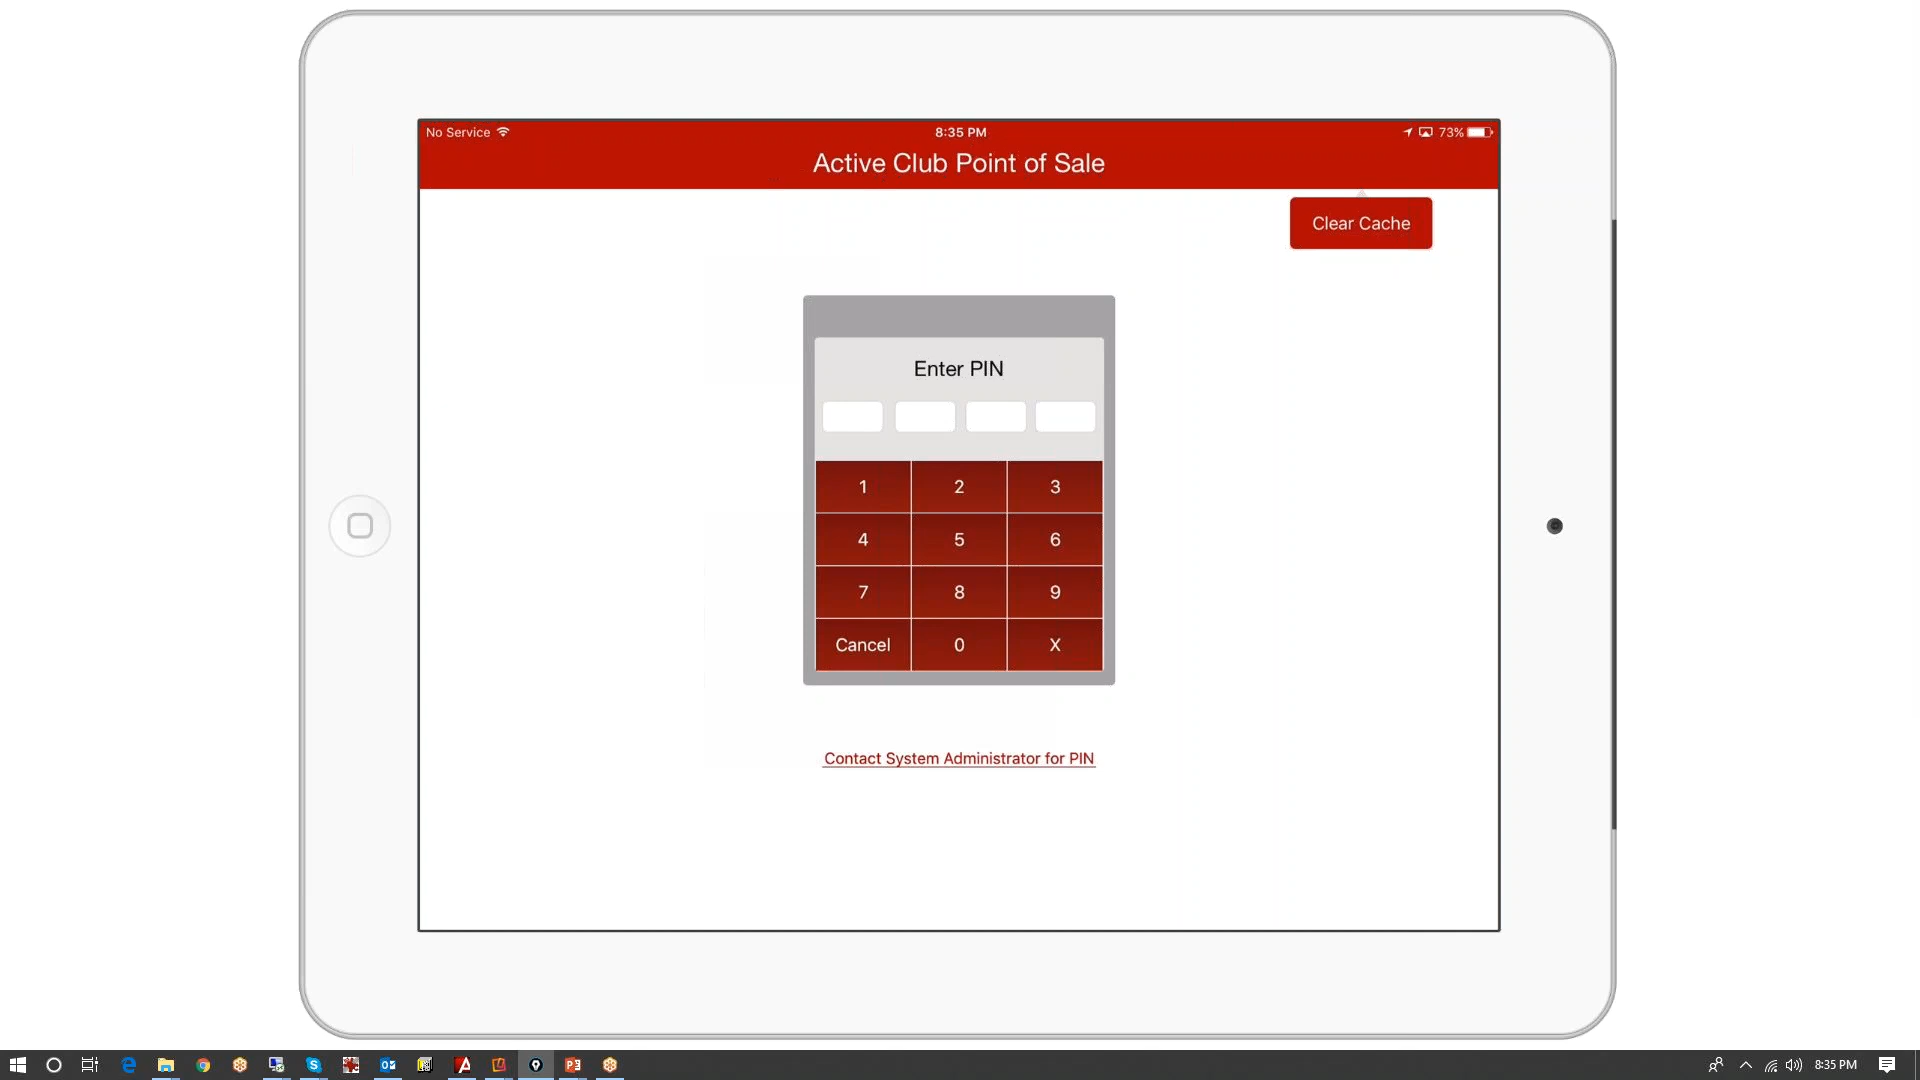 No Service 8:35 PM 73%
Active Club Point of Sale
Clear Cache
Enter PIN
1 2 3
4 5 6
7 8 9
Cancel 0 X
Contact System Administrator for PIN
8:35 PM